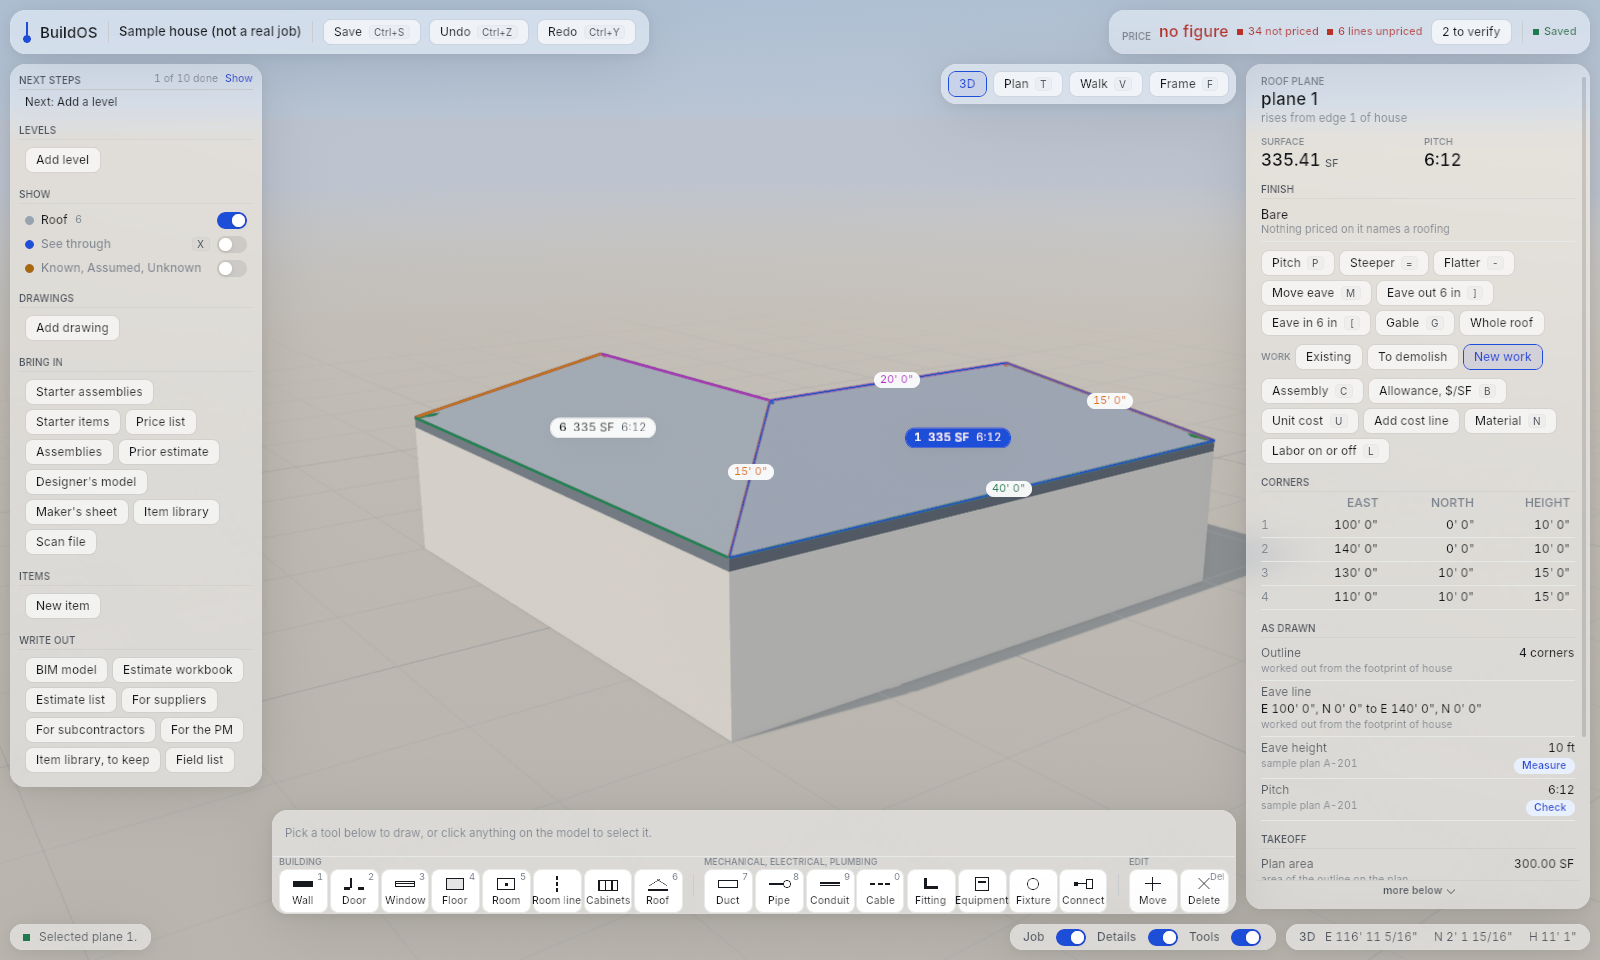 BuildOS
Sample house (not a real job)
Save Ctrl+S
Undo Ctrl+Z
Redo Ctrl+Y
PRICE no figure
34 not priced
6 lines unpriced
2 to verify
Saved
NEXT STEPS 1 of 10 done Show
Next: Add a level
LEVELS
Add level
SHOW
Roof 6
See through X
Known, Assumed, Unknown
DRAWINGS
Add drawing
BRING IN
Starter assemblies
Starter items Price list
Assemblies Prior estimate
Designer's model
Maker's sheet Item library
Scan file
ITEMS
New item
WRITE OUT
BIM model Estimate workbook
Estimate list For suppliers
For subcontractors For the PM
Item library, to keep Field list
3D
Plan T
Walk V
Frame F
20' 0"
15' 0"
6 335 SF 6:12
1 335 SF 6:12
15' 0"
40' 0"
ROOF PLANE
plane 1
rises from edge 1 of house
SURFACE PITCH
335.41 SF 6:12
FINISH
Bare
Nothing priced on it names a roofing
Pitch P Steeper = Flatter -
Move eave M Eave out 6 in ]
Eave in 6 in [ Gable G Whole roof
WORK Existing To demolish New work
Assembly C Allowance, $/SF B
Unit cost U Add cost line Material N
Labor on or off L
CORNERS
EAST NORTH HEIGHT
1 100' 0" 0' 0" 10' 0"
2 140' 0" 0' 0" 10' 0"
3 130' 0" 10' 0" 15' 0"
4 110' 0" 10' 0" 15' 0"
AS DRAWN
Outline 4 corners
worked out from the footprint of house
Eave line
E 100' 0", N 0' 0" to E 140' 0", N 0' 0"
worked out from the footprint of house
Eave height 10 ft
sample plan A-201 Measure
Pitch 6:12
sample plan A-201 Check
TAKEOFF
Plan area 300.00 SF
area of the outline on the plan
more below
Pick a tool below to draw, or click anything on the model to select it.
BUILDING MECHANICAL, ELECTRICAL, PLUMBING EDIT
1 2 3 4 5 6 7 8 9 0 Del
Wall Door Window Floor Room Room line Cabinets Roof Duct Pipe Conduit Cable Fitting Equipment Fixture Connect Move Delete
Selected plane 1.
Job Details Tools
3D E 116' 11 5/16" N 2' 1 15/16" H 11' 1"